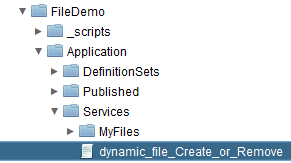 FileDemo
_scripts
Application
DefinitionSets
Published
Services
MyFiles
dynamic_file_Create_or_Remove